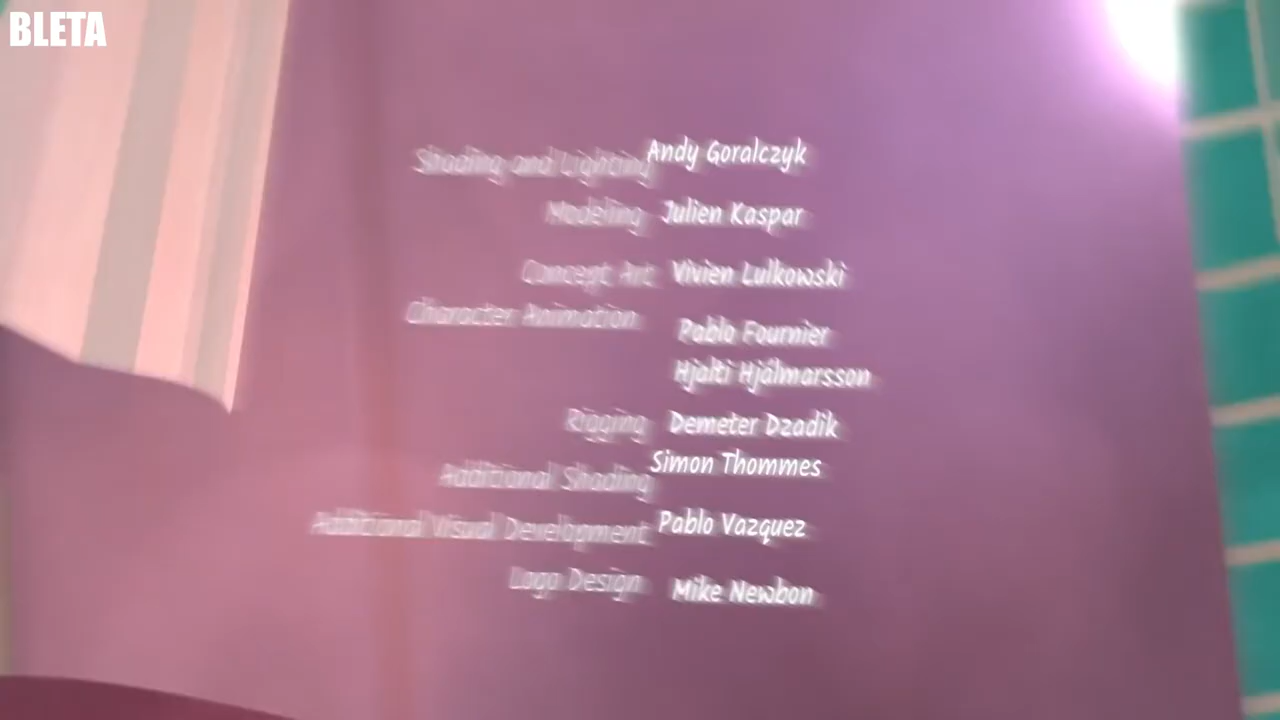 BLETA
Shading and Lighting Andy Goralczyk
Modeling Julien Kaspar
Concept Art Vivien Lulkowski
Character Animation Pablo Fournier
Hjalti Hjálmarsson
Rigging Demeter Dzadik
Additional Shading Simon Thommes
Additional Visual Development Pablo Vazquez
Logo Design Mike Newbon